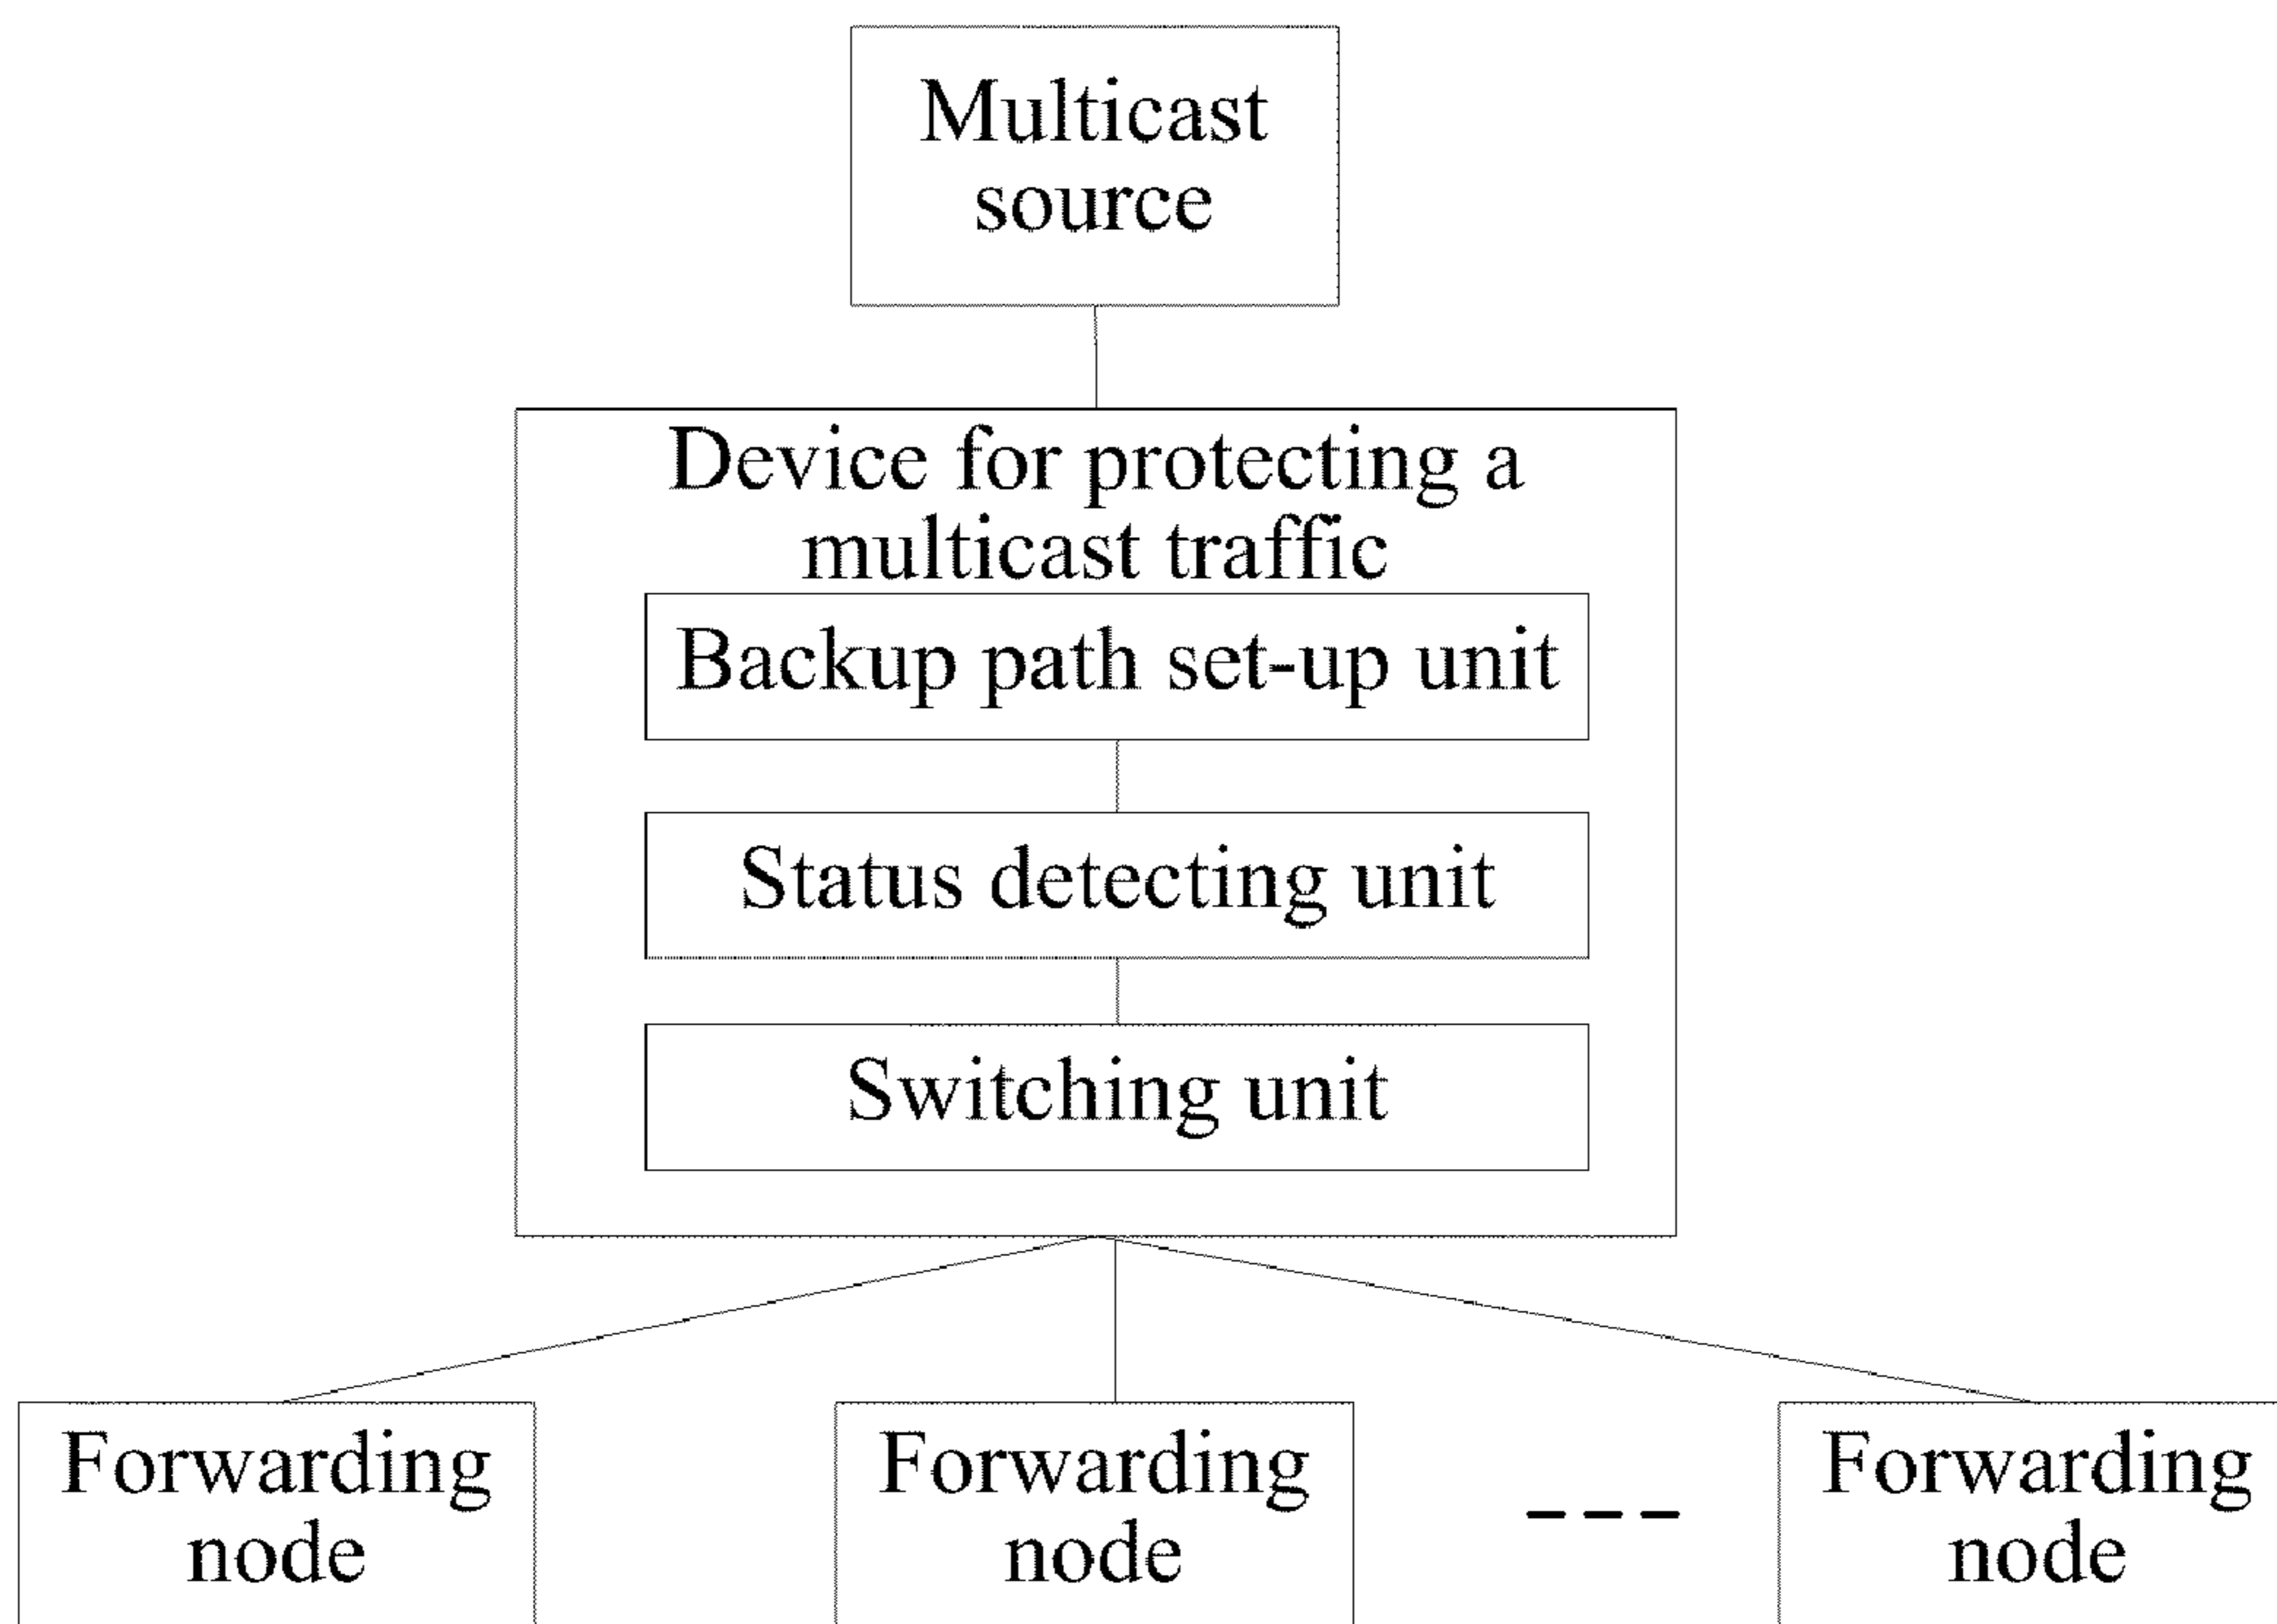 Multicast
source
Device for protecting a
multicast traffic
Backup path set-up unit
Status detecting unit
Switching unit
Forwarding
node
Forwarding
node
Forwarding
node